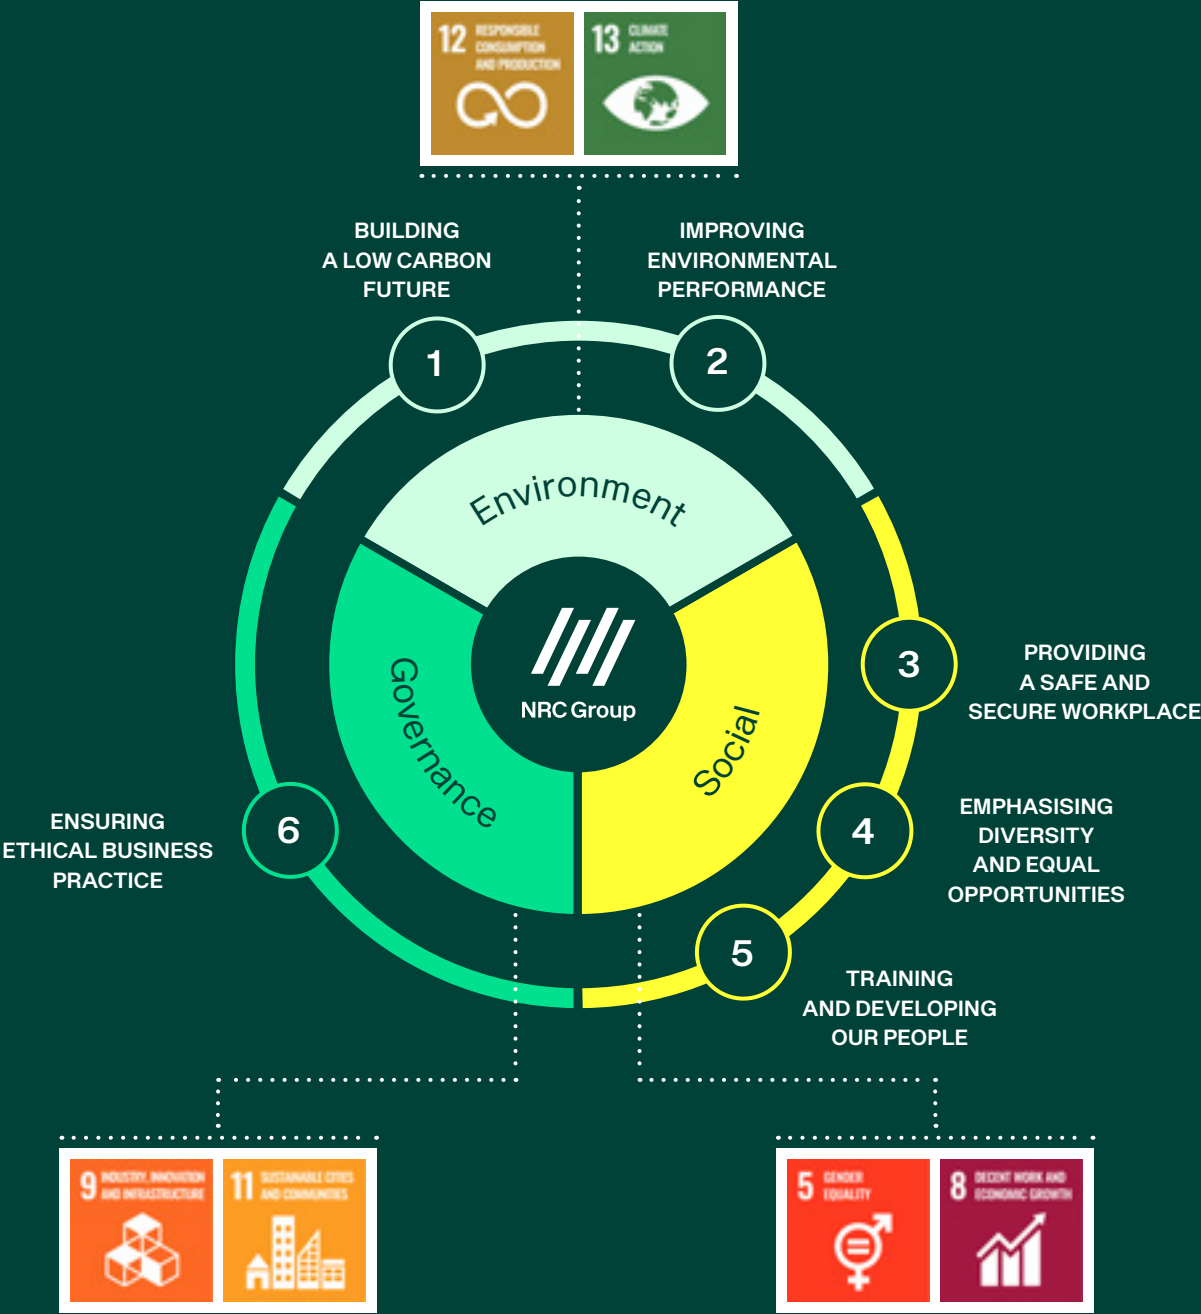 12 RESPONSIBLE
CONSUMPTION
AND PRODUCTION
13 CLIMATE
ACTION
BUILDING
A LOW CARBON
FUTURE
IMPROVING
ENVIRONMENTAL
PERFORMANCE
1
2
Environment
NRC Group
Governance
Social
3
PROVIDING
A SAFE AND
SECURE WORKPLACE
4
EMPHASISING
DIVERSITY
AND EQUAL
OPPORTUNITIES
6
ENSURING
ETHICAL BUSINESS
PRACTICE
5
TRAINING
AND DEVELOPING
OUR PEOPLE
9 INDUSTRY, INNOVATION
AND INFRASTRUCTURE
11 SUSTAINABLE CITIES
AND COMMUNITIES
5 GENDER
EQUALITY
8 DECENT WORK AND
ECONOMIC GROWTH